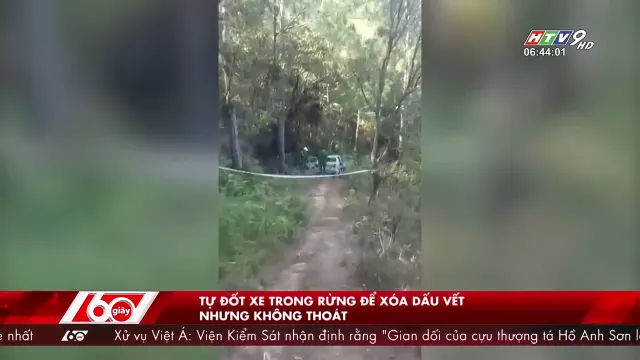 HTV9 HD
06:44:01
60 giây
TỰ ĐỐT XE TRONG RỪNG ĐỂ XÓA DẤU VẾT
NHƯNG KHÔNG THOÁT
e nhất 60 Xử vụ Việt Á: Viện Kiểm Sát nhận định rằng "Gian dối của cựu thượng tá Hồ Anh Sơn l